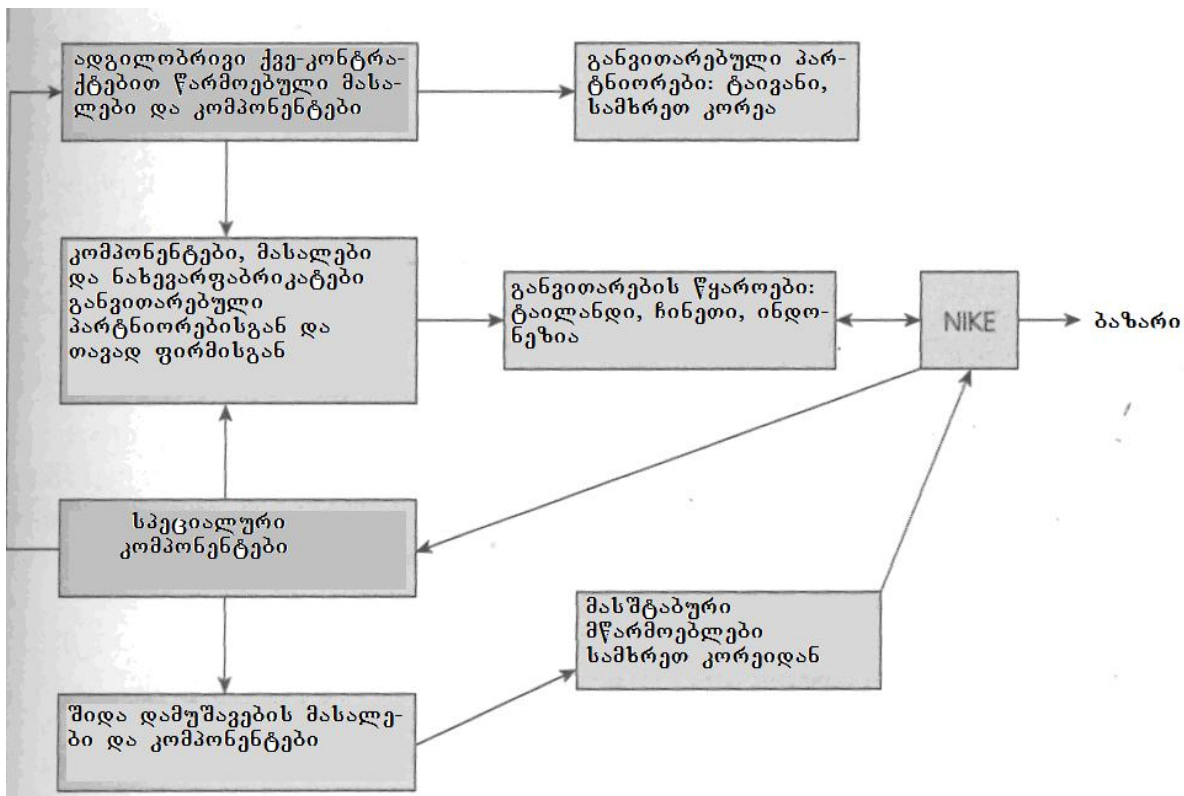 ადგილობრივი ქვე-კონტრა-
ქტებით წარმოებული მასა-
ლები და კომპონენტები
განვითარებული პარ-
ტნიორები: ტაივანი,
სამხრეთ კორეა
კომპონენტები, მასალები
და ნახევარფაბრიკატები
განვითარებული
პარტნიორებისგან და
თავად ფირმისგან
განვითარების წყაროები:
ტაილანდი, ჩინეთი, ინდო-
ნეზია
NIKE
ბაზარი
სპეციალური
კომპონენტები
მასშტაბური
მწარმოებლები
სამხრეთ კორეიდან
შიდა დამუშავების მასალე-
ბი და კომპონენტები